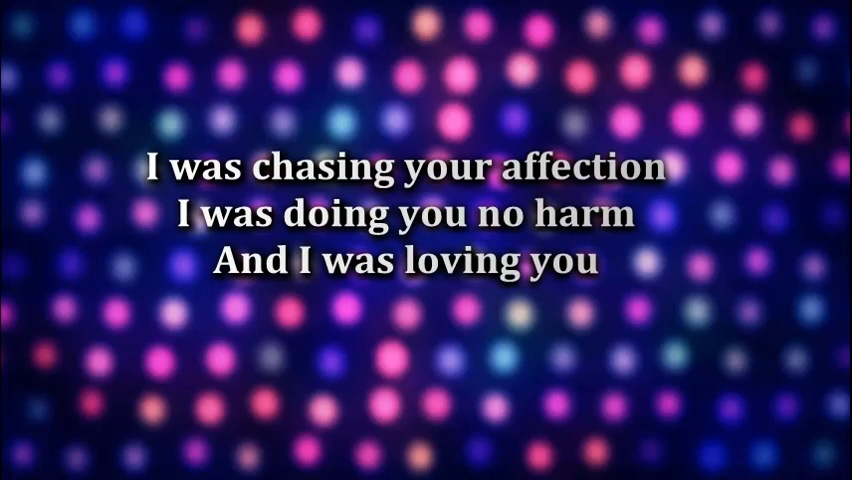 I was chasing your affection
I was doing you no harm
And I was loving you